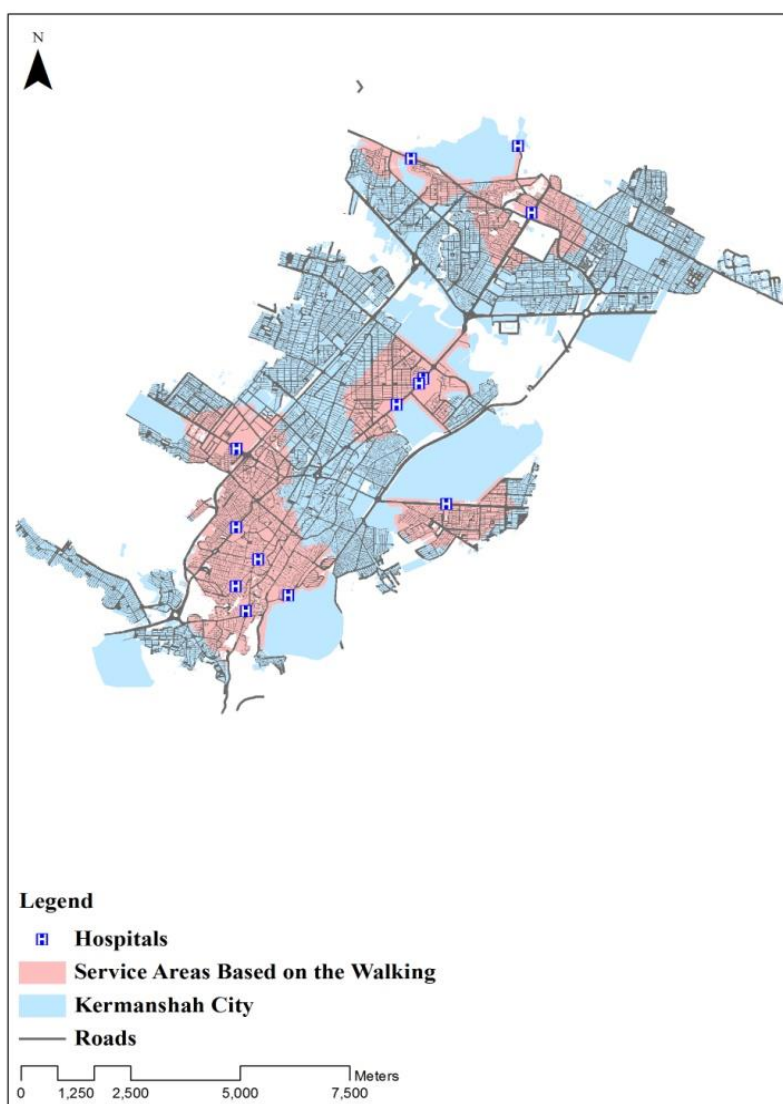 N
H
H
H
H
H
H
H
H
H
H
H
H
H
Legend
H Hospitals
Service Areas Based on the Walking
Kermanshah City
Roads
Meters
0 1,250 2,500 5,000 7,500